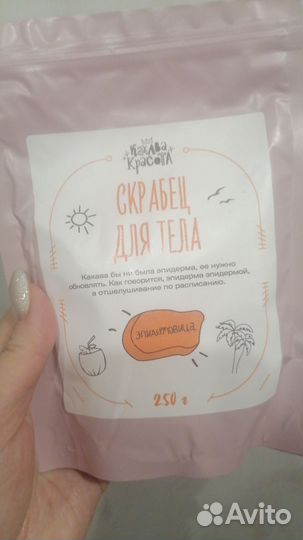 Какава
Красота
СКРАБЕЦ
ДЛЯ ТЕЛА
Какава бы ни была эпидерма, ее нужно
обновлять. Как говорится, эпидерма эпидермой,
а отшелушивание по расписанию.
250 г
Avito